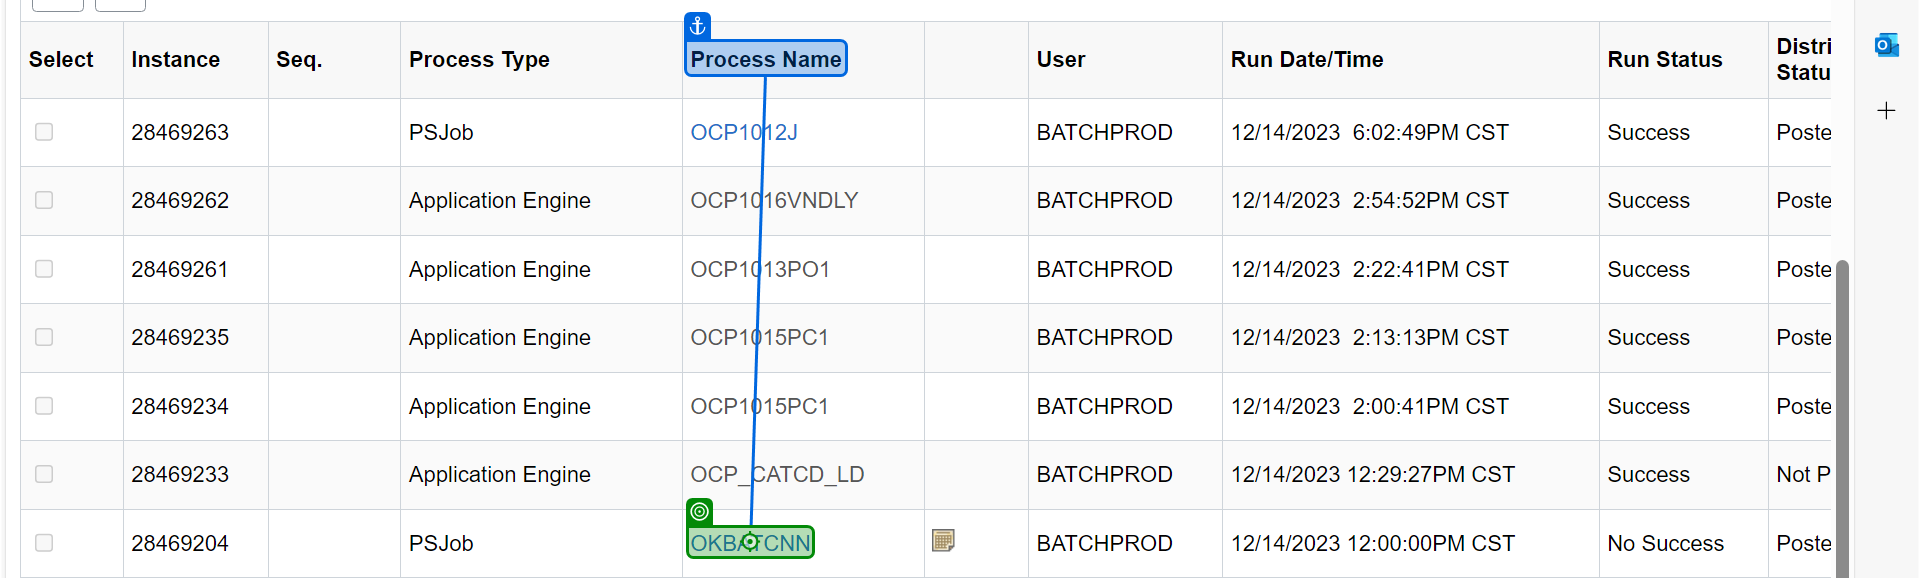 Select Instance Seq. Process Type Process Name User Run Date/Time Run Status Distri
Statu
28469263 PSJob OCP1012J BATCHPROD 12/14/2023 6:02:49PM CST Success Poste
28469262 Application Engine OCP1016VNDLY BATCHPROD 12/14/2023 2:54:52PM CST Success Poste
28469261 Application Engine OCP1013PO1 BATCHPROD 12/14/2023 2:22:41PM CST Success Poste
28469235 Application Engine OCP1015PC1 BATCHPROD 12/14/2023 2:13:13PM CST Success Poste
28469234 Application Engine OCP1015PC1 BATCHPROD 12/14/2023 2:00:41PM CST Success Poste
28469233 Application Engine OCP_CATCD_LD BATCHPROD 12/14/2023 12:29:27PM CST Success Not P
28469204 PSJob OKBATCNN BATCHPROD 12/14/2023 12:00:00PM CST No Success Poste